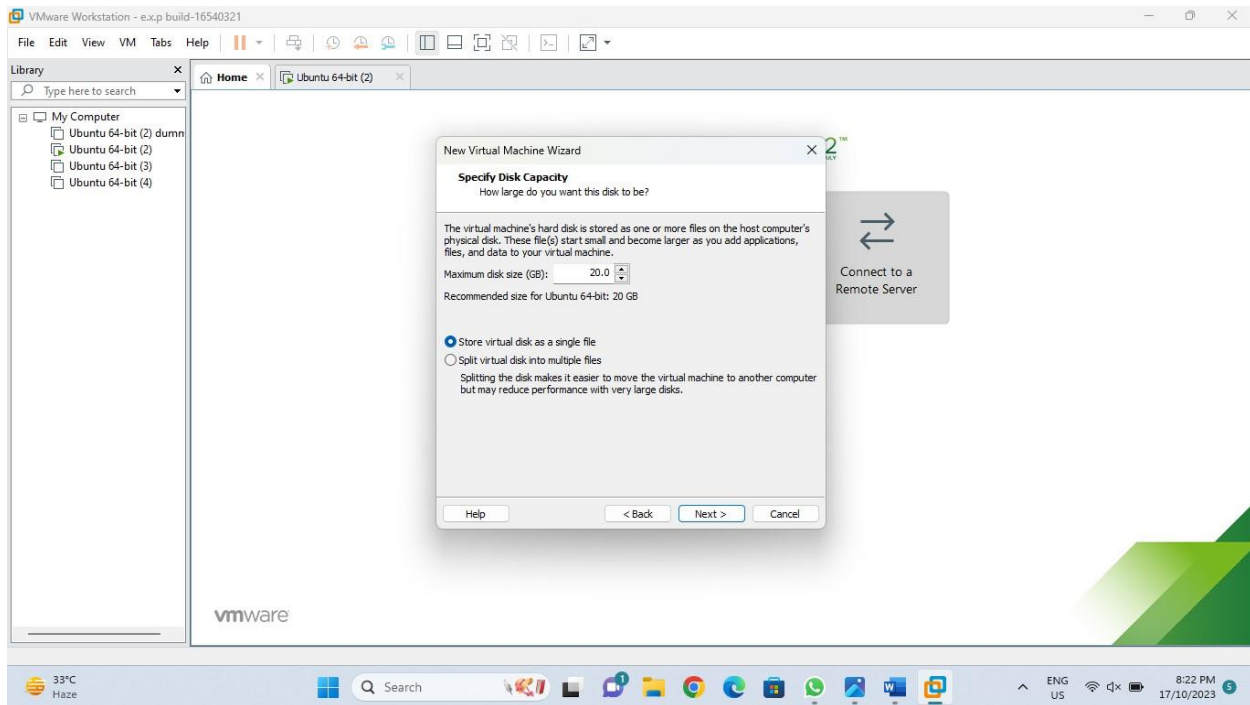 VMware Workstation - e.x.p build-16540321
File Edit View VM Tabs Help
Library
Home
Ubuntu 64-bit (2)
Type here to search
My Computer
Ubuntu 64-bit (2) dumm
Ubuntu 64-bit (2)
Ubuntu 64-bit (3)
Ubuntu 64-bit (4)
2™
New Virtual Machine Wizard
Specify Disk Capacity
How large do you want this disk to be?
The virtual machine's hard disk is stored as one or more files on the host computer's
physical disk. These file(s) start small and become larger as you add applications,
files, and data to your virtual machine.
Maximum disk size (GB): 20.0
Recommended size for Ubuntu 64-bit: 20 GB
Store virtual disk as a single file
Split virtual disk into multiple files
Splitting the disk makes it easier to move the virtual machine to another computer
but may reduce performance with very large disks.
Help < Back Next > Cancel
Connect to a
Remote Server
vmware
33°C
Haze
Search
1
ENG
US
8:22 PM
17/10/2023
5